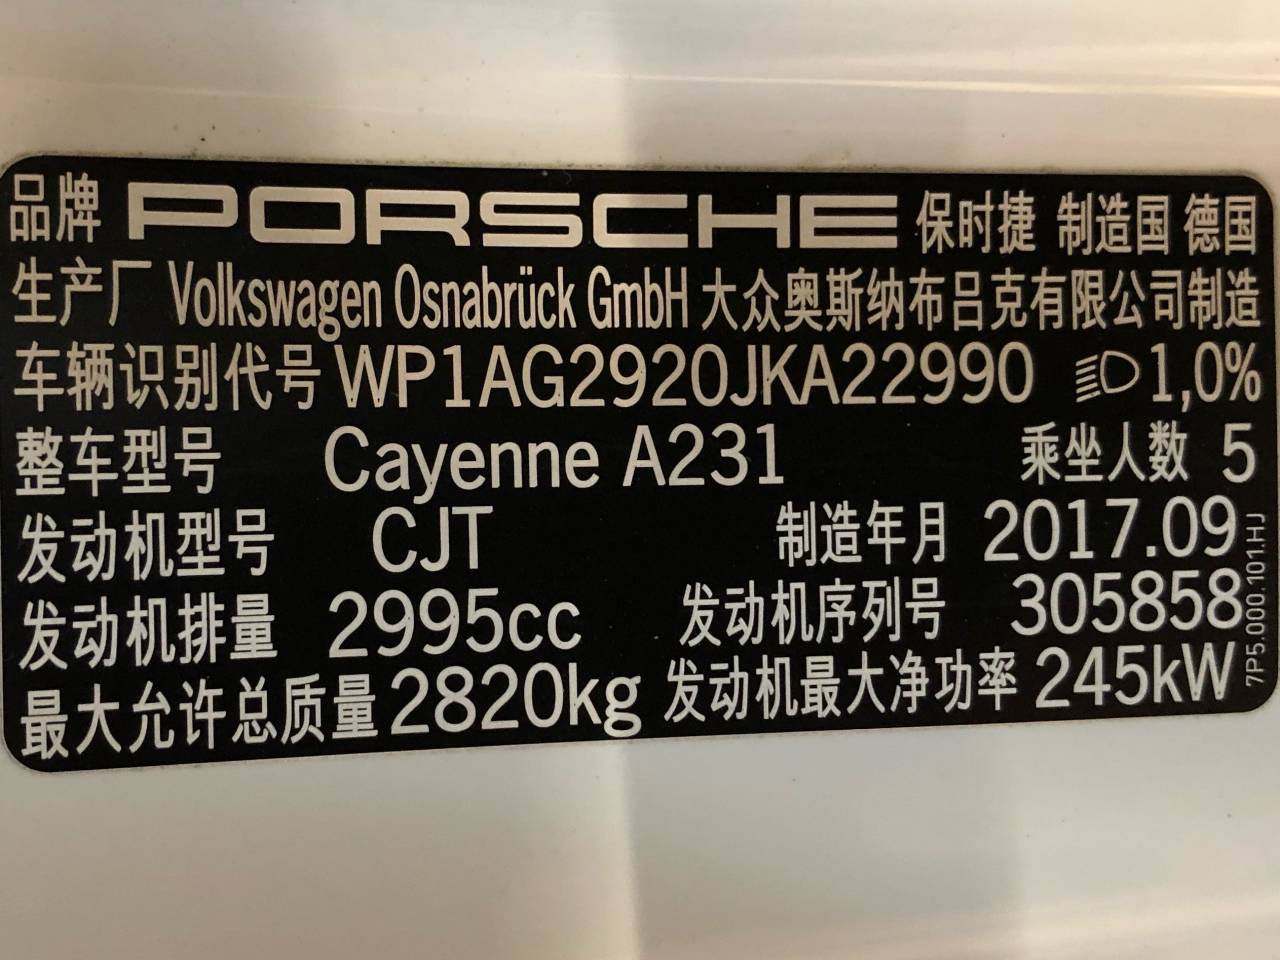 品牌 PORSCHE 保时捷 制造国 德国
生产厂 Volkswagen Osnabrück GmbH 大众奥斯纳布吕克有限公司制造
车辆识别代号 WP1AG2920JKA22990 1,0%
整车型号 Cayenne A231 乘坐人数 5
发动机型号 CJT 制造年月 2017.09
发动机排量 2995cc 发动机序列号 305858
最大允许总质量 2820kg 发动机最大净功率 245kW
7P5.000.101.HJ